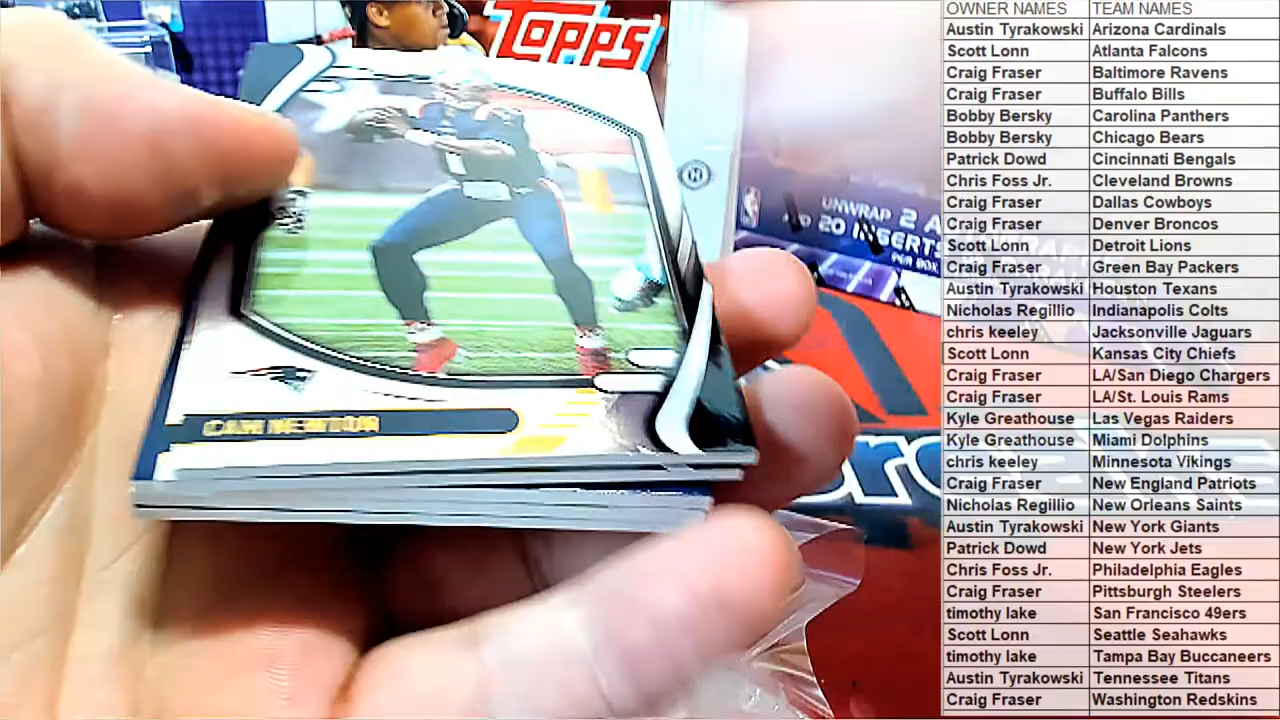 TOPPS
UNWRAP 2 A
20 INSERTS
PER BOX
CAM NEWTON
OWNER NAMES TEAM NAMES
Austin Tyrakowski Arizona Cardinals
Scott Lonn Atlanta Falcons
Craig Fraser Baltimore Ravens
Craig Fraser Buffalo Bills
Bobby Bersky Carolina Panthers
Bobby Bersky Chicago Bears
Patrick Dowd Cincinnati Bengals
Chris Foss Jr. Cleveland Browns
Craig Fraser Dallas Cowboys
Craig Fraser Denver Broncos
Scott Lonn Detroit Lions
Craig Fraser Green Bay Packers
Austin Tyrakowski Houston Texans
Nicholas Regillio Indianapolis Colts
chris keeley Jacksonville Jaguars
Scott Lonn Kansas City Chiefs
Craig Fraser LA/San Diego Chargers
Craig Fraser LA/St. Louis Rams
Kyle Greathouse Las Vegas Raiders
Kyle Greathouse Miami Dolphins
chris keeley Minnesota Vikings
Craig Fraser New England Patriots
Nicholas Regillio New Orleans Saints
Austin Tyrakowski New York Giants
Patrick Dowd New York Jets
Chris Foss Jr. Philadelphia Eagles
Craig Fraser Pittsburgh Steelers
timothy lake San Francisco 49ers
Scott Lonn Seattle Seahawks
timothy lake Tampa Bay Buccaneers
Austin Tyrakowski Tennessee Titans
Craig Fraser Washington Redskins